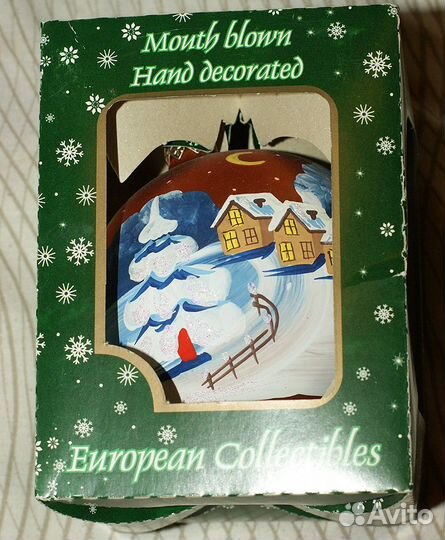 Mouth blown
Hand decorated
European Collectibles
Avito